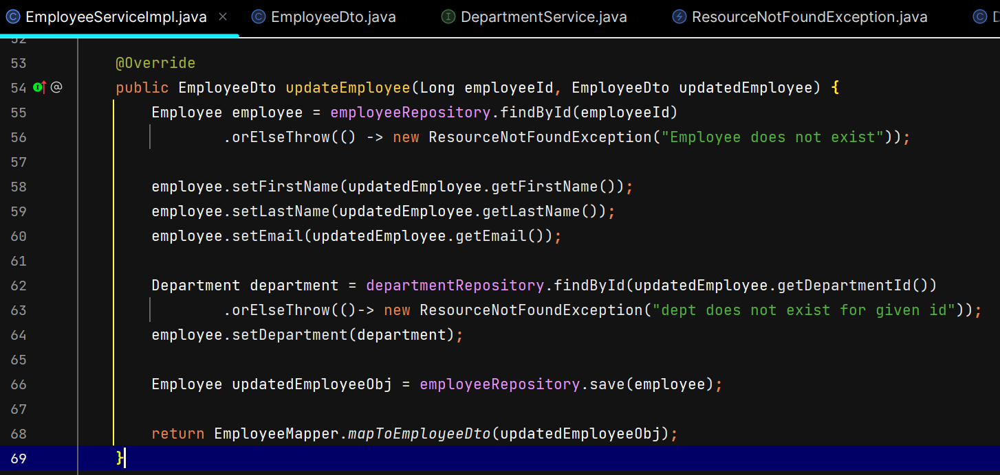 EmployeeServiceImpl.java × EmployeeDto.java DepartmentService.java ResourceNotFoundException.java
52
53 @Override
54 public EmployeeDto updateEmployee(Long employeeId, EmployeeDto updatedEmployee) {
55 Employee employee = employeeRepository.findById(employeeId)
56 .orElseThrow(() -> new ResourceNotFoundException("Employee does not exist"));
57
58 employee.setFirstName(updatedEmployee.getFirstName());
59 employee.setLastName(updatedEmployee.getLastName());
60 employee.setEmail(updatedEmployee.getEmail());
61
62 Department department = departmentRepository.findById(updatedEmployee.getDepartmentId())
63 .orElseThrow(()-> new ResourceNotFoundException("dept does not exist for given id"));
64 employee.setDepartment(department);
65
66 Employee updatedEmployeeObj = employeeRepository.save(employee);
67
68 return EmployeeMapper.mapToEmployeeDto(updatedEmployeeObj);
69 }